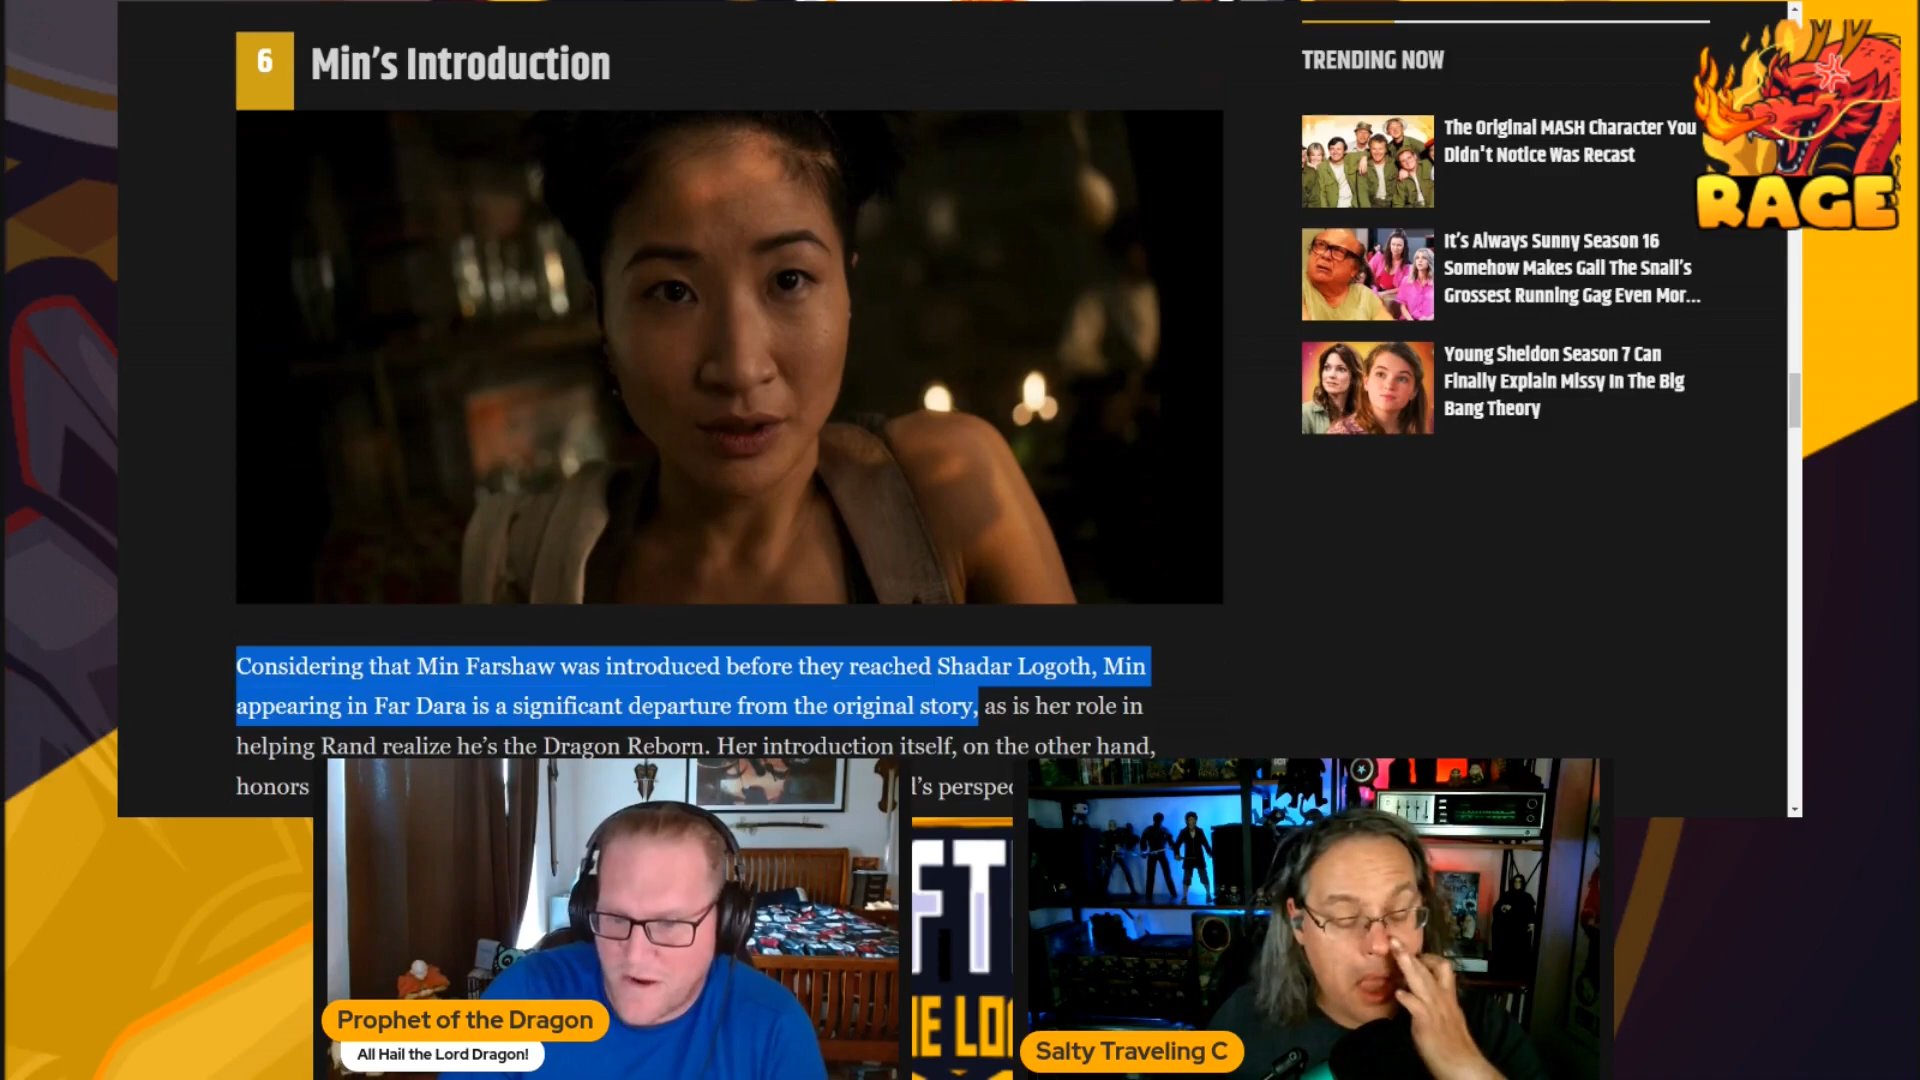 6
Min's Introduction
TRENDING NOW
The Original MASH Character You
Didn't Notice Was Recast
It's Always Sunny Season 16
Somehow Makes Gail The Snail's
Grossest Running Gag Even Mor...
Young Sheldon Season 7 Can
Finally Explain Missy In The Big
Bang Theory
RAGE
Considering that Min Farshaw was introduced before they reached Shadar Logoth, Min
appearing in Far Dara is a significant departure from the original story, as is her role in
helping Rand realize he's the Dragon Reborn. Her introduction itself, on the other hand,
honors
Prophet of the Dragon
All Hail the Lord Dragon!
Salty Traveling C